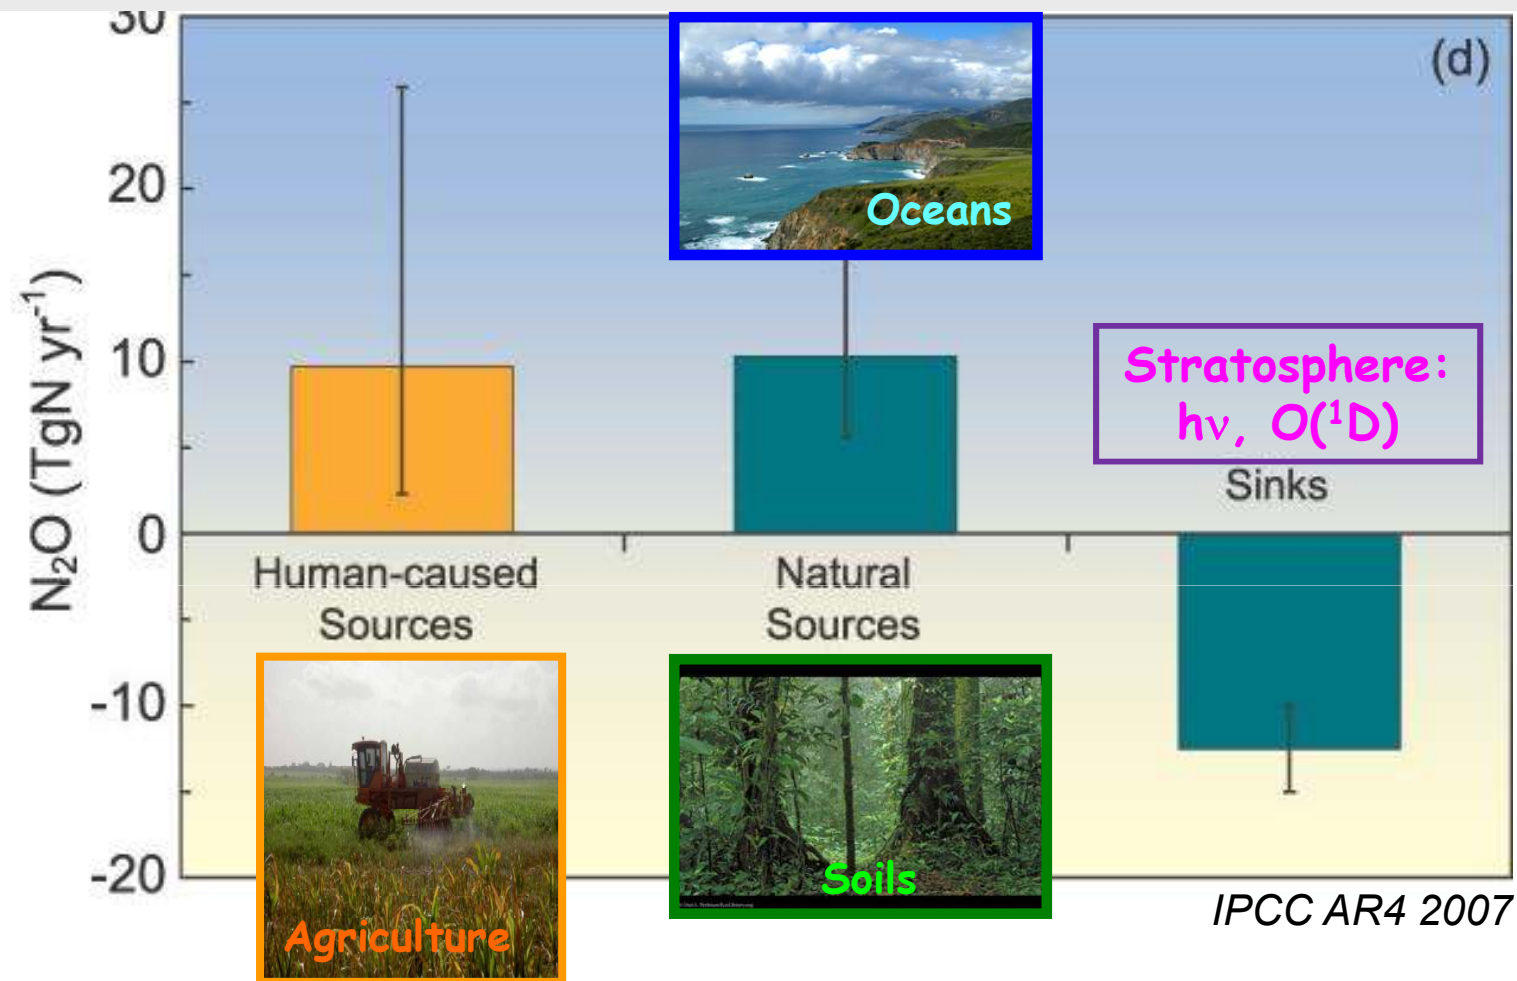 30
(d)
20
Oceans
10
Stratosphere:
hν, O(¹D)
Sinks
0
N₂O (TgN yr⁻¹)
Human-caused
Sources
Natural
Sources
-10
-20
Soils
Agriculture
IPCC AR4 2007